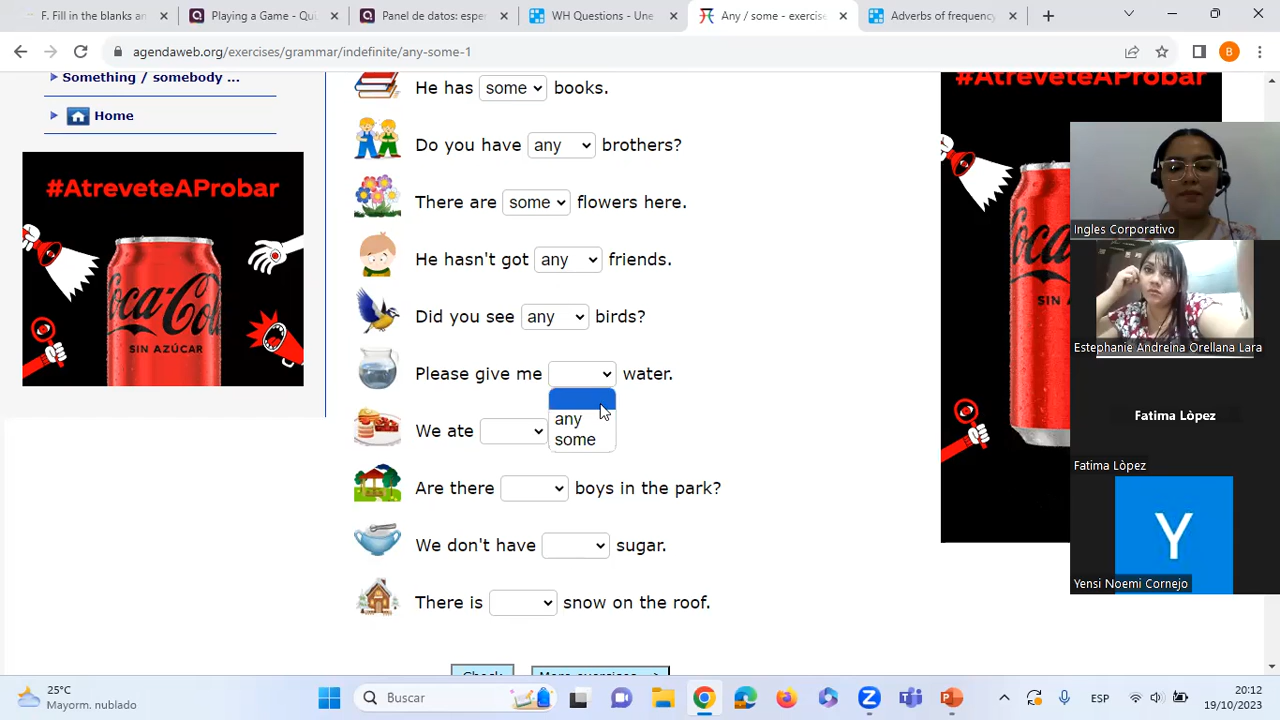 F. Fill in the blanks an
Playing a Game - Qui
Panel de datos: espe
WH Questions - Une
Any / some - exercise
Adverbs of frequency
agendaweb.org/exercises/grammar/indefinite/any-some-1
B
Something / somebody ...
Home
#AtreveteAProbar
Coca-Cola
SIN AZÚCAR
He has some books.
Do you have any brothers?
There are some flowers here.
He hasn't got any friends.
Did you see any birds?
Please give me water.
any
some
We ate
Are there boys in the park?
We don't have sugar.
There is snow on the roof.
Check
More exercises
#AtreveteAProbar
SIN A
Ingles Corporativo
Estephanie Andreina Orellana Lara
Fatima Lòpez
Fatima Lòpez
Y
Yensi Noemi Cornejo
25°C
Mayorm. nublado
Buscar
ESP
20:12
19/10/2023